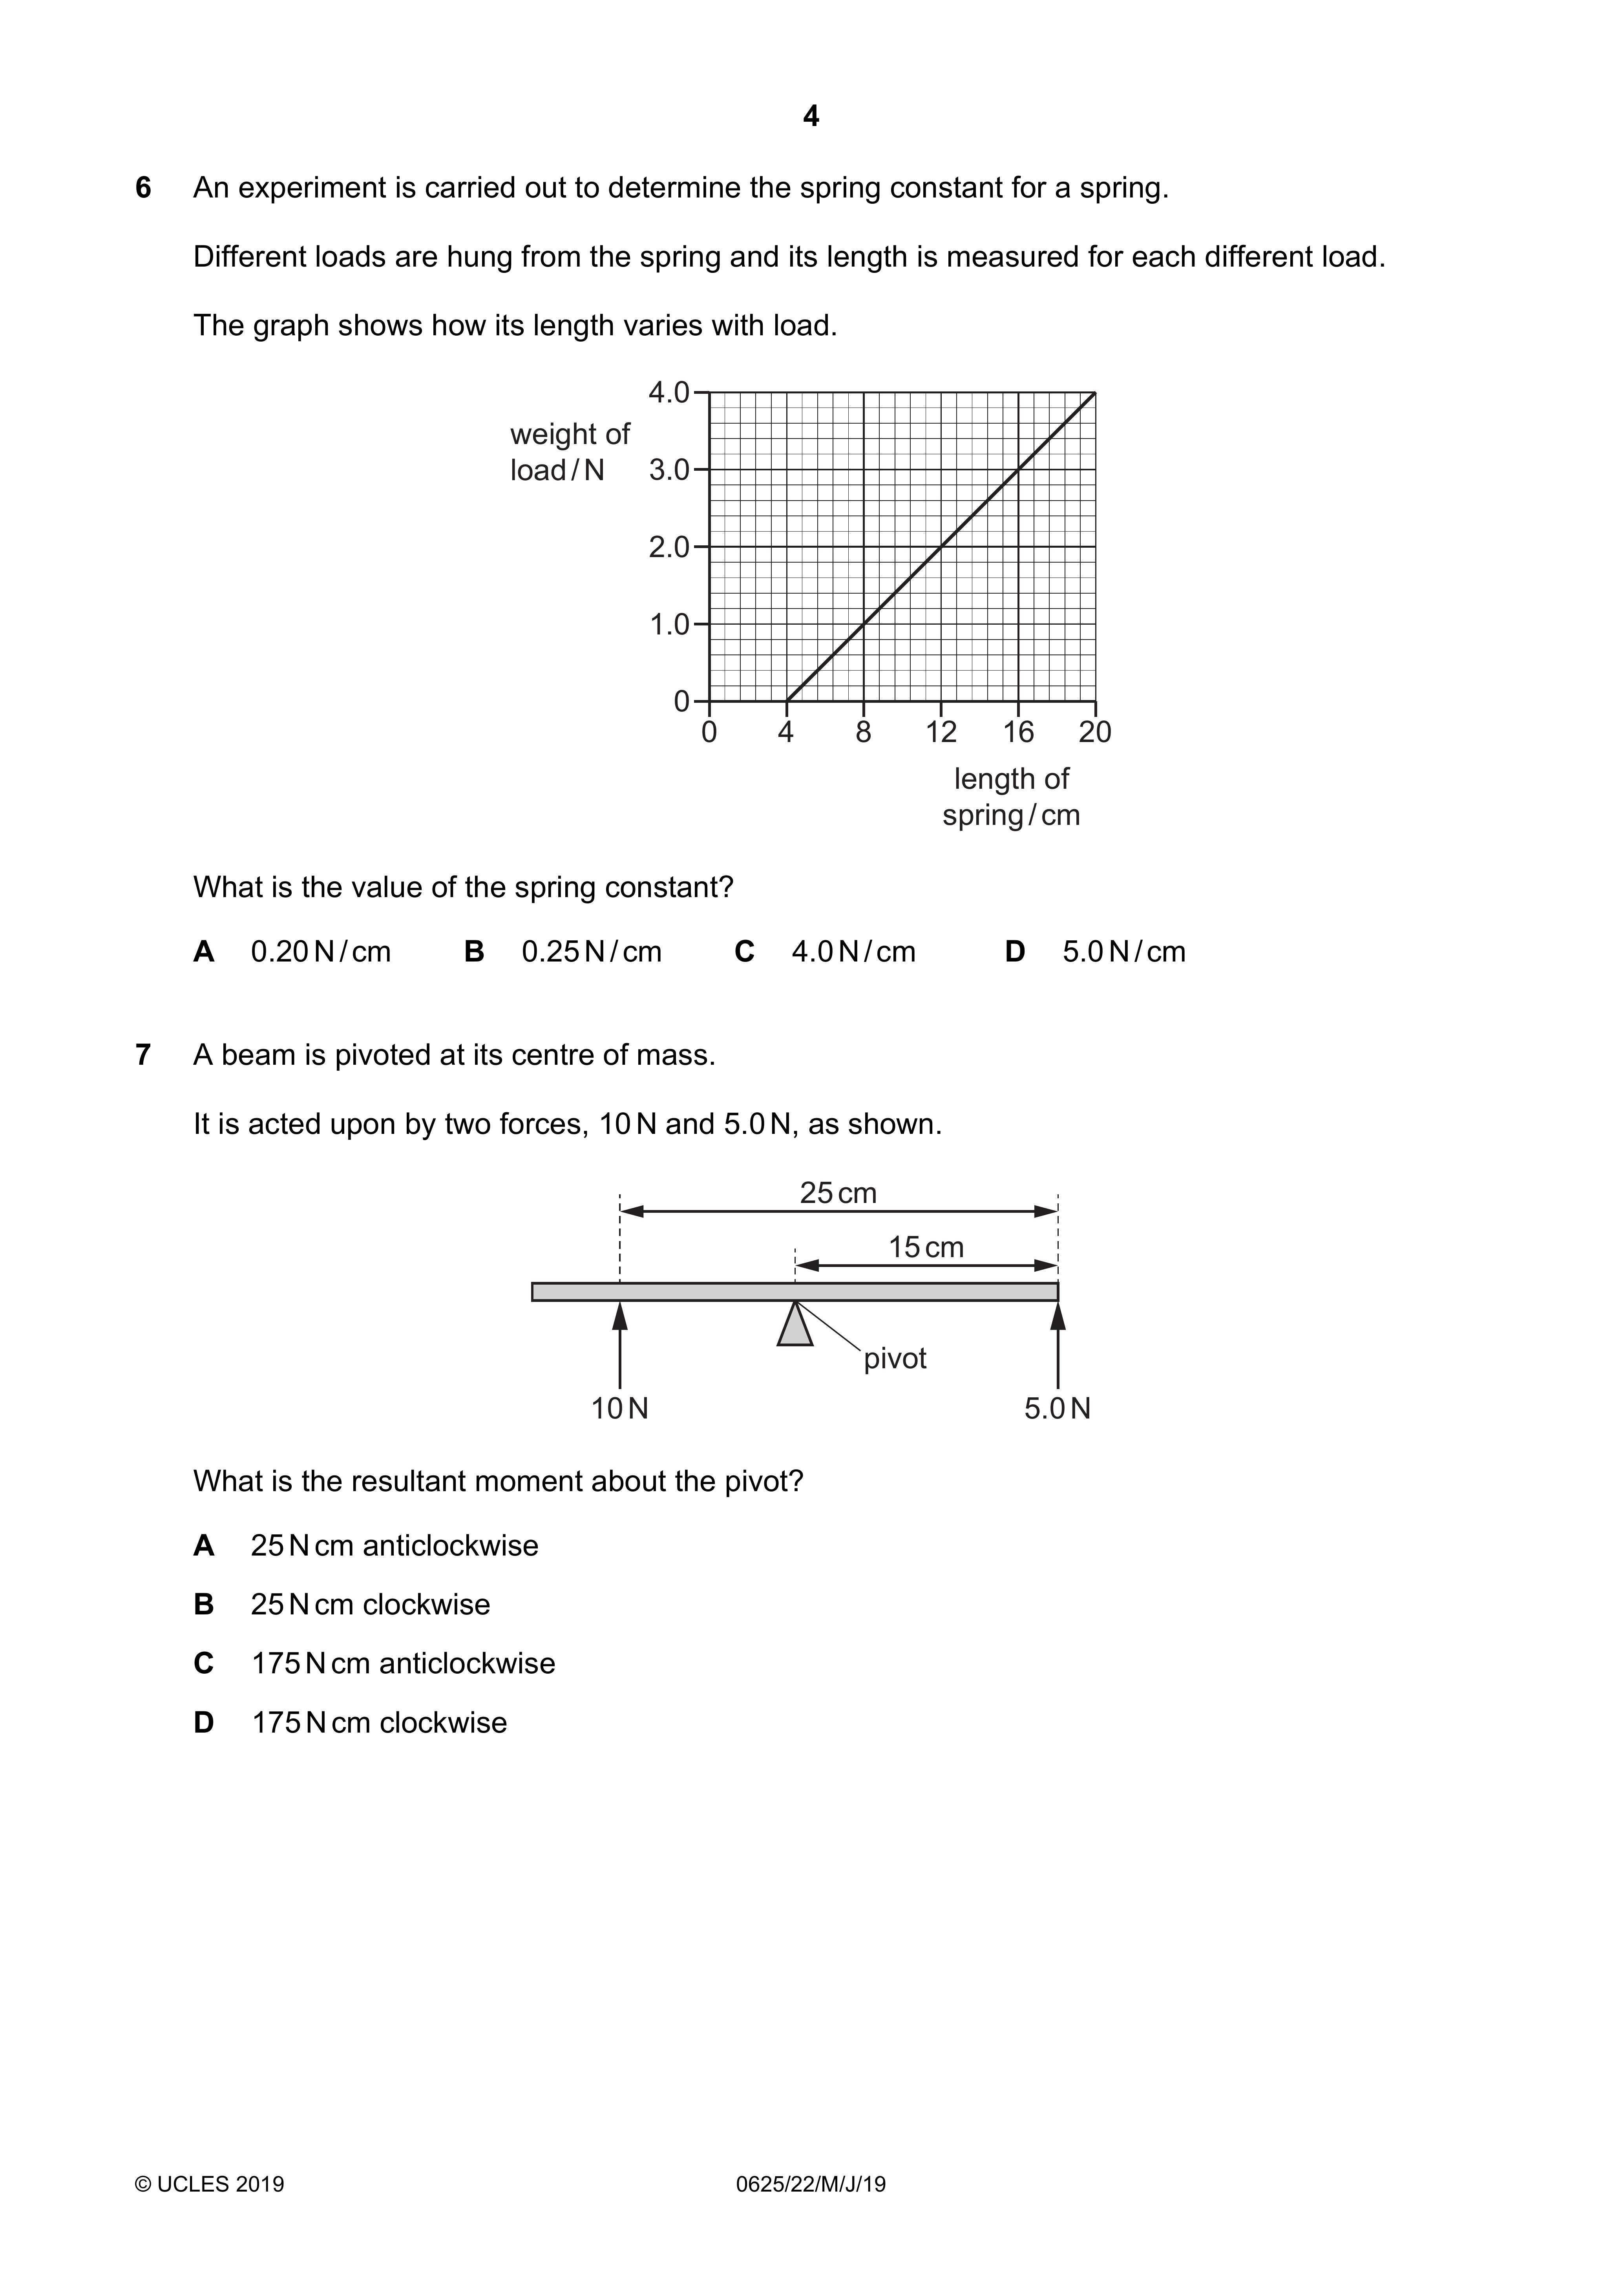 4
6 An experiment is carried out to determine the spring constant for a spring.
Different loads are hung from the spring and its length is measured for each different load.
The graph shows how its length varies with load.
4.0
weight of
load / N
3.0
2.0
1.0
0
0 4 8 12 16 20
length of
spring / cm
What is the value of the spring constant?
A 0.20 N / cm B 0.25 N / cm C 4.0 N / cm D 5.0 N / cm
7 A beam is pivoted at its centre of mass.
It is acted upon by two forces, 10 N and 5.0 N, as shown.
25 cm
15 cm
pivot
10 N 5.0 N
What is the resultant moment about the pivot?
A 25 N cm anticlockwise
B 25 N cm clockwise
C 175 N cm anticlockwise
D 175 N cm clockwise
© UCLES 2019 0625/22/M/J/19